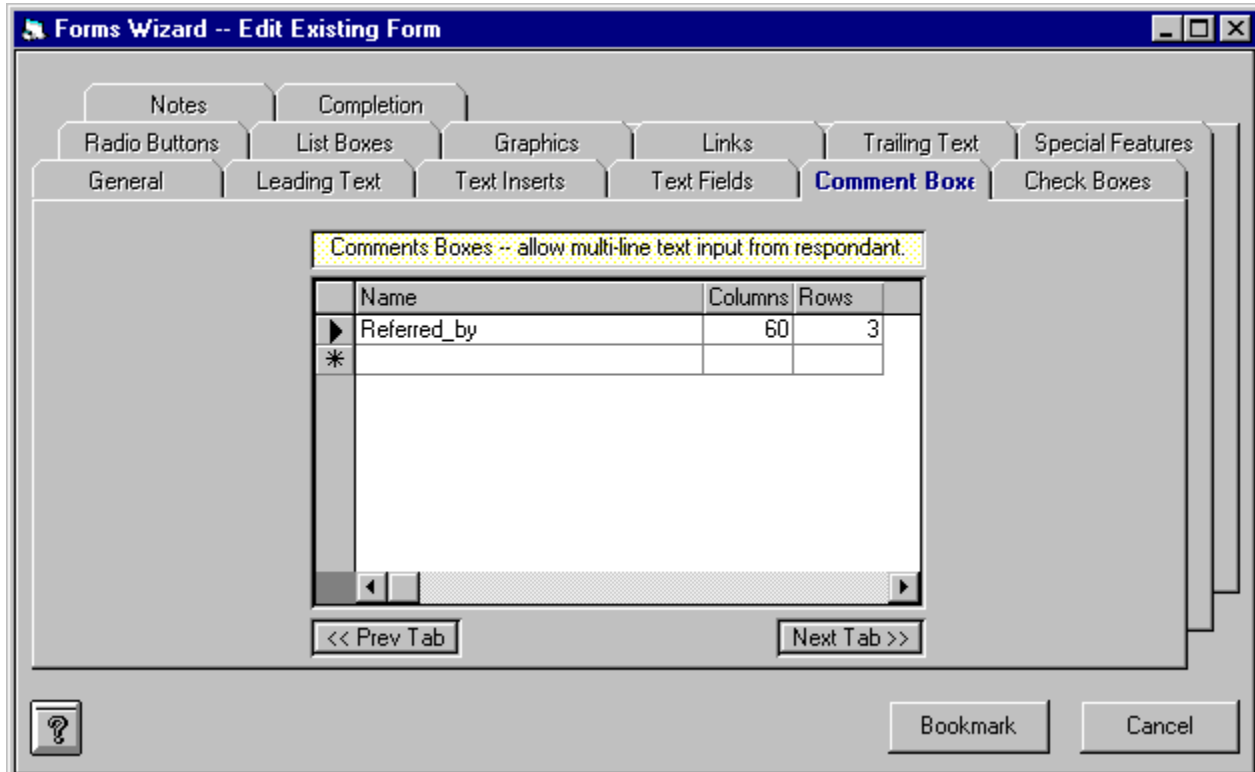 Forms Wizard -- Edit Existing Form
Notes Completion
Radio Buttons List Boxes Graphics Links Trailing Text Special Features
General Leading Text Text Inserts Text Fields Comment Boxe Check Boxes
Comments Boxes -- allow multi-line text input from respondant.
Name Columns Rows
Referred_by 60 3
<< Prev Tab Next Tab >>
Bookmark Cancel